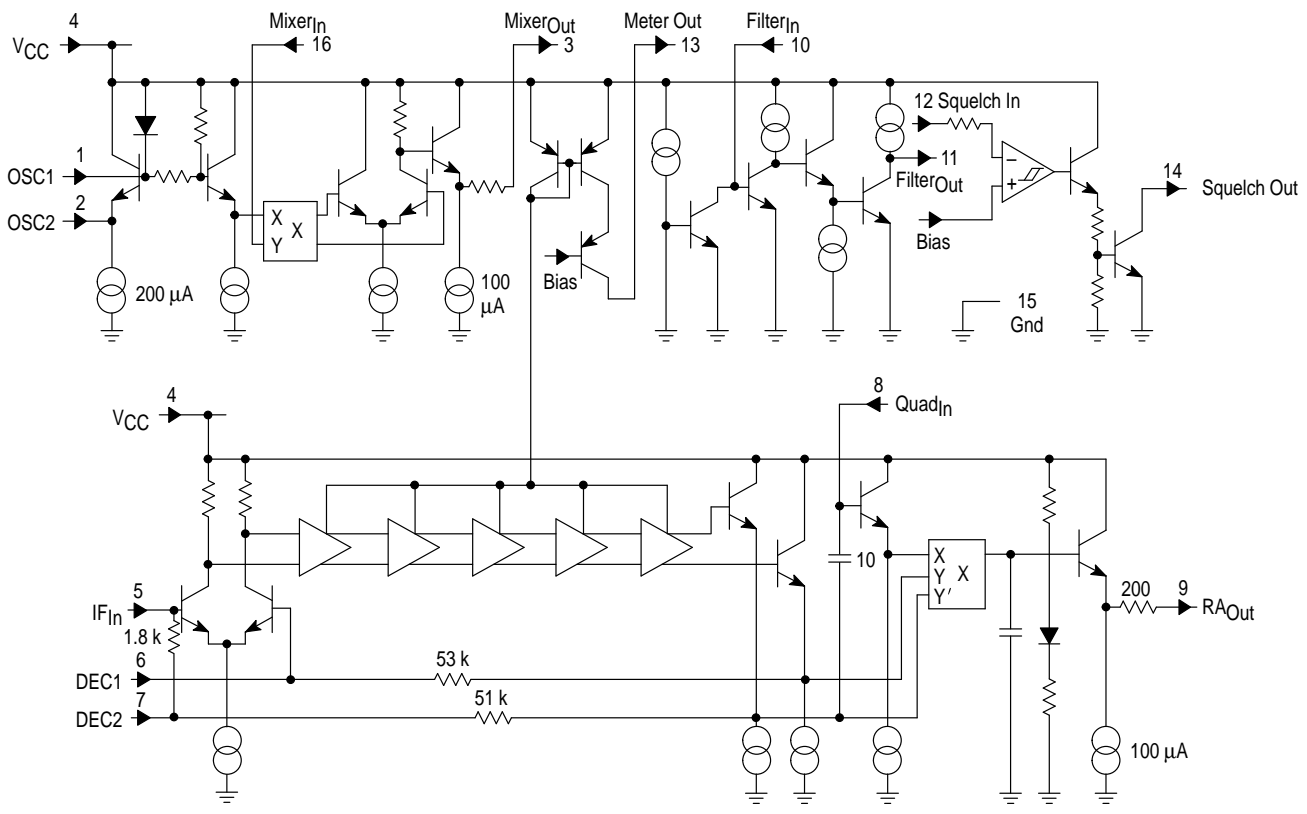 4
VCC
MixerIn
16
MixerOut
3
Meter Out
13
FilterIn
10
12 Squelch In
1
OSC1
2
OSC2
200 µA
X
Y
X
100
µA
Bias
11
FilterOut
Bias
−
+
14
Squelch Out
15
Gnd
4
VCC
8
QuadIn
10
X
Y
Y′
X
5
IFIn
1.8 k
6
DEC1
7
DEC2
53 k
51 k
200
9
RAOut
100 µA